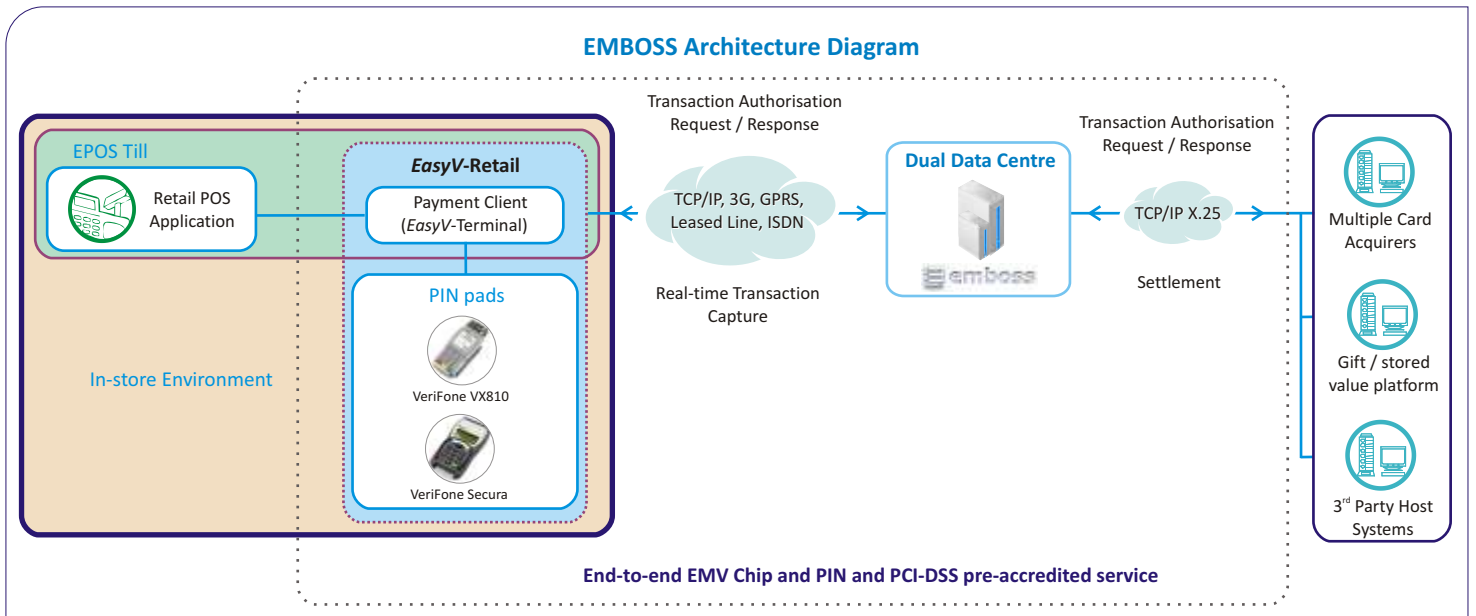 EMBOSS Architecture Diagram
Transaction Authorisation
Request / Response
Transaction Authorisation
Request / Response
EPOS Till
Retail POS
Application
EasyV-Retail
Payment Client
(EasyV-Terminal)
TCP/IP, 3G, GPRS,
Leased Line, ISDN
Dual Data Centre
emboss
TCP/IP X.25
Multiple Card
Acquirers
PIN pads
VeriFone VX810
VeriFone Secura
Real-time Transaction
Capture
Settlement
In-store Environment
Gift / stored
value platform
3rd Party Host
Systems
End-to-end EMV Chip and PIN and PCI-DSS pre-accredited service